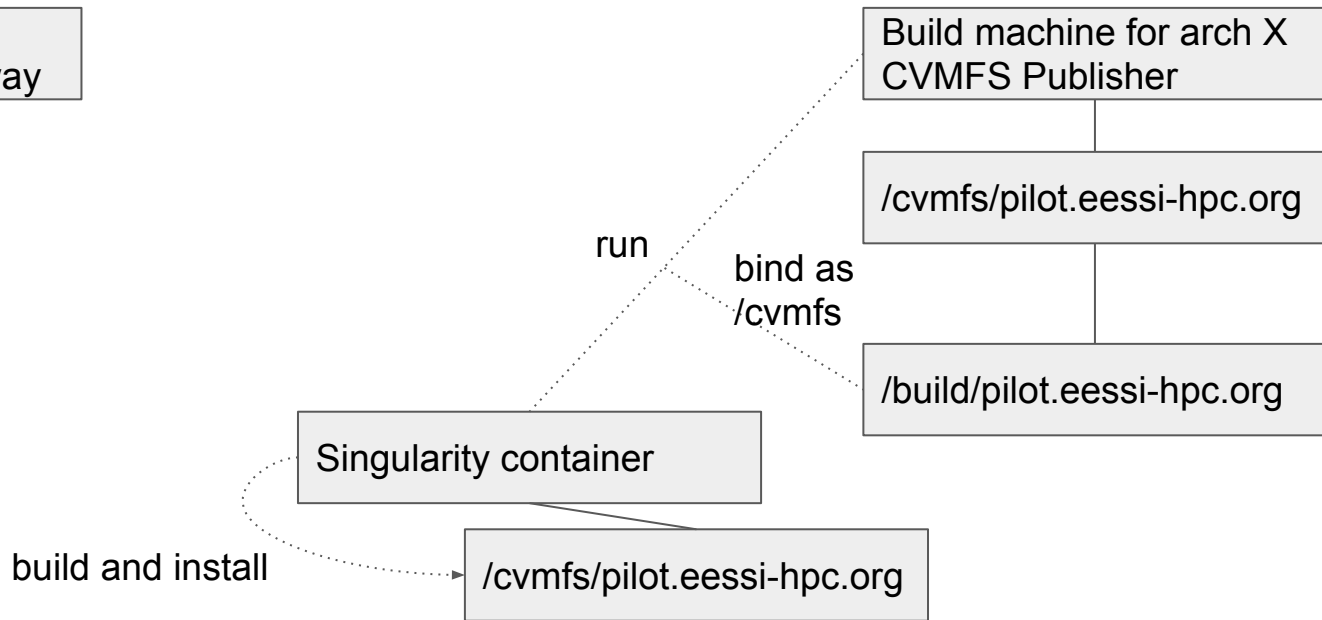 Build machine for arch X
CVMFS Publisher
/cvmfs/pilot.eessi-hpc.org
run
bind as
/cvmfs
/build/pilot.eessi-hpc.org
Singularity container
build and install
/cvmfs/pilot.eessi-hpc.org